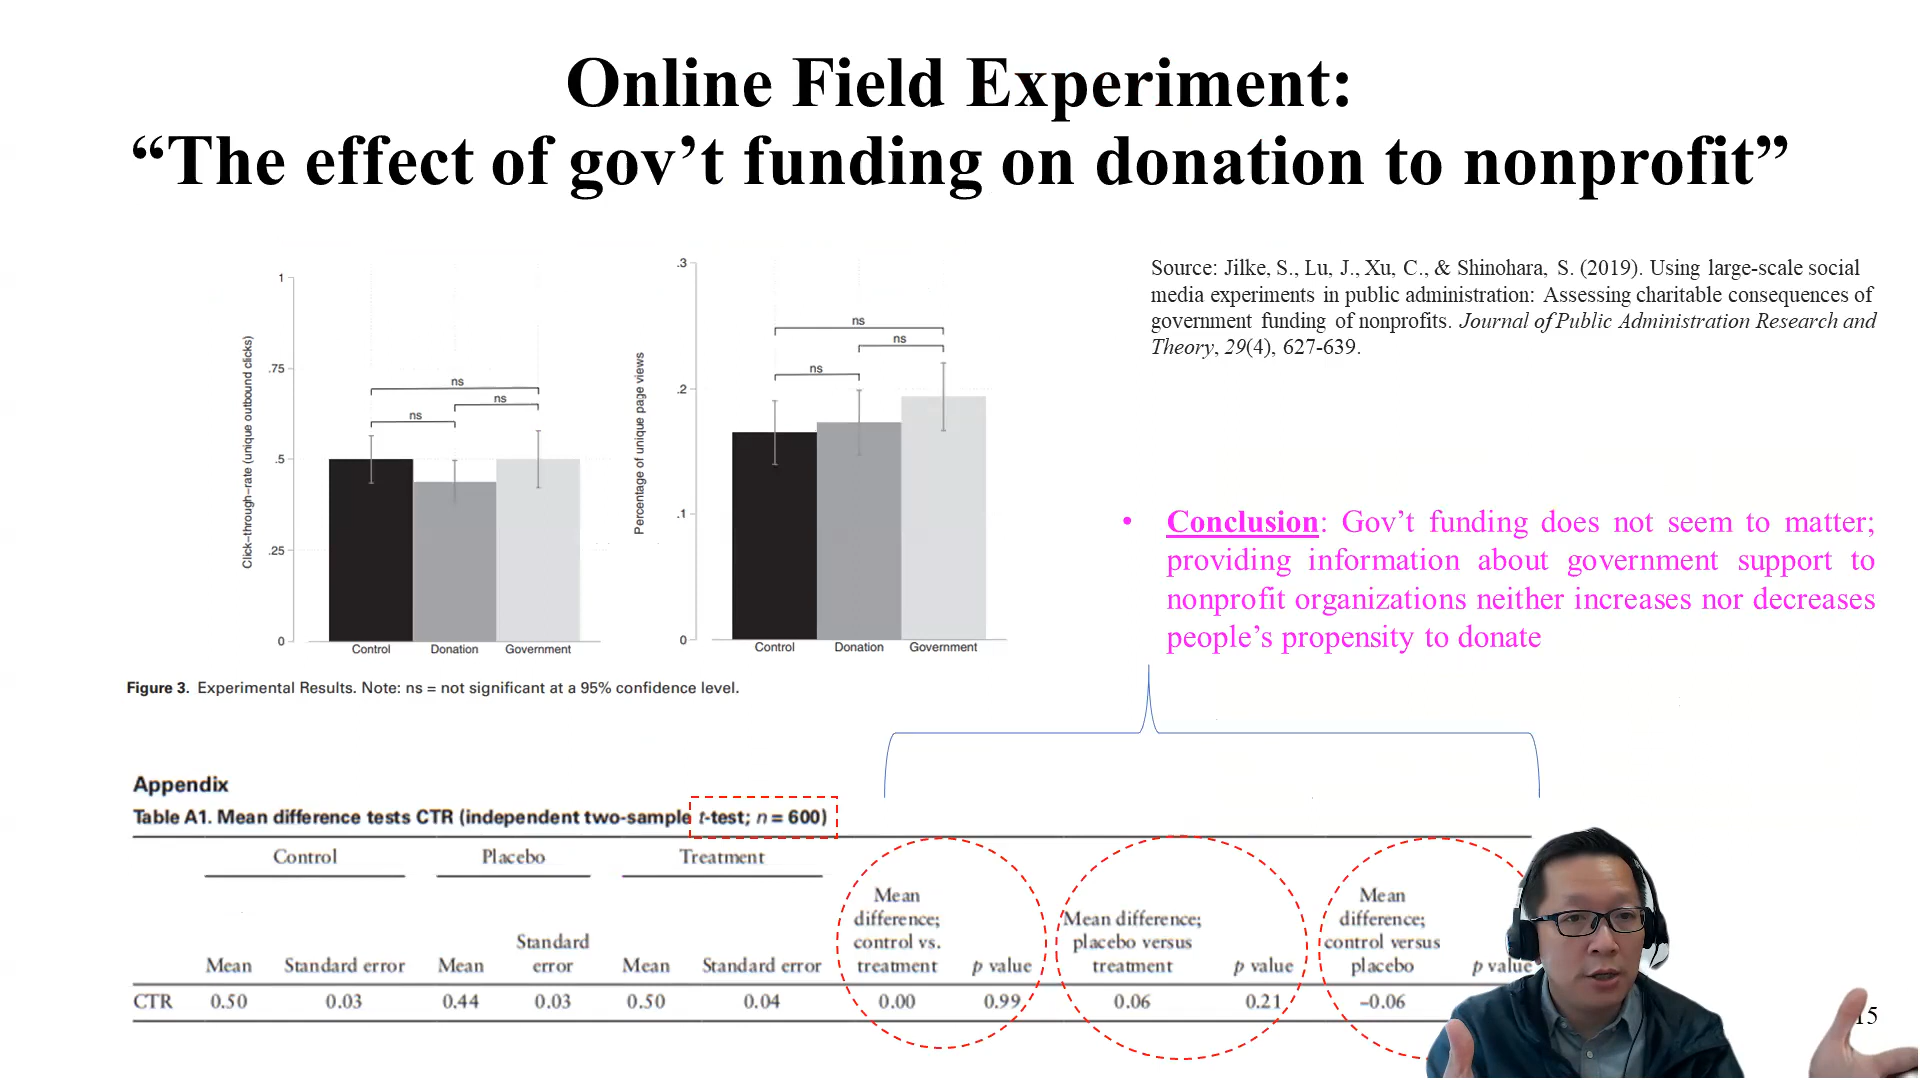 Online Field Experiment:
“The effect of gov’t funding on donation to nonprofit”
Source: Jilke, S., Lu, J., Xu, C., & Shinohara, S. (2019). Using large-scale social
media experiments in public administration: Assessing charitable consequences of
government funding of nonprofits. Journal of Public Administration Research and
Theory, 29(4), 627-639.
Click–through–rate (unique outbound clicks)
1
.75
.5
.25
0
ns
ns
ns
Control Donation Government
Percentage of unique page views
.3
.2
.1
0
ns
ns
ns
Control Donation Government
Figure 3. Experimental Results. Note: ns = not significant at a 95% confidence level.
• Conclusion: Gov’t funding does not seem to matter;
providing information about government support to
nonprofit organizations neither increases nor decreases
people’s propensity to donate
Appendix
Table A1. Mean difference tests CTR (independent two-sample t-test; n = 600)
Control Placebo Treatment
Mean Standard error Mean Standard error Mean Standard error Mean difference; control vs. treatment p value Mean difference; placebo versus treatment p value Mean difference; control versus placebo p value
CTR 0.50 0.03 0.44 0.03 0.50 0.04 0.00 0.99 0.06 0.21 –0.06
15